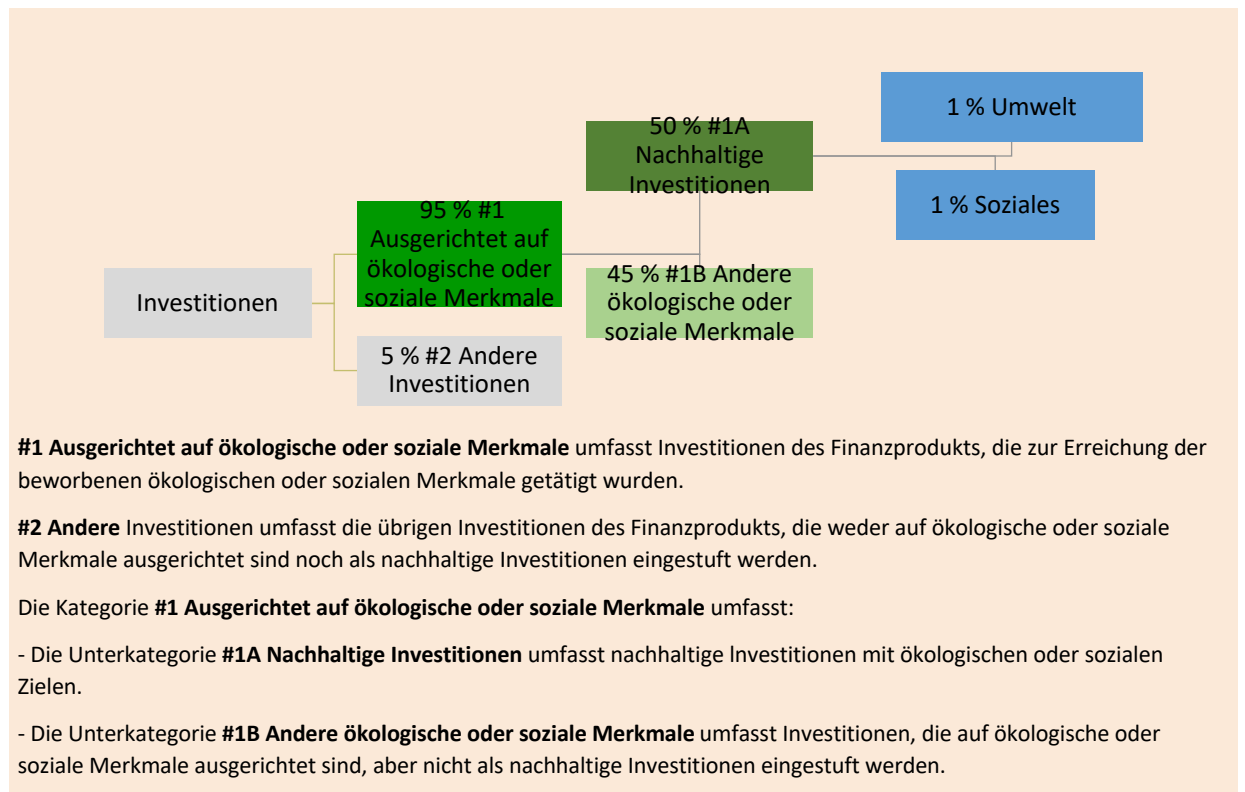 1 % Umwelt
50 % #1A
Nachhaltige
Investitionen
1 % Soziales
95 % #1
Ausgerichtet auf
ökologische oder
soziale Merkmale
Investitionen
45 % #1B Andere
ökologische oder
soziale Merkmale
5 % #2 Andere
Investitionen
#1 Ausgerichtet auf ökologische oder soziale Merkmale umfasst Investitionen des Finanzprodukts, die zur Erreichung der
beworbenen ökologischen oder sozialen Merkmale getätigt wurden.
#2 Andere Investitionen umfasst die übrigen Investitionen des Finanzprodukts, die weder auf ökologische oder soziale
Merkmale ausgerichtet sind noch als nachhaltige Investitionen eingestuft werden.
Die Kategorie #1 Ausgerichtet auf ökologische oder soziale Merkmale umfasst:
- Die Unterkategorie #1A Nachhaltige Investitionen umfasst nachhaltige Investitionen mit ökologischen oder sozialen
Zielen.
- Die Unterkategorie #1B Andere ökologische oder soziale Merkmale umfasst Investitionen, die auf ökologische oder
soziale Merkmale ausgerichtet sind, aber nicht als nachhaltige Investitionen eingestuft werden.